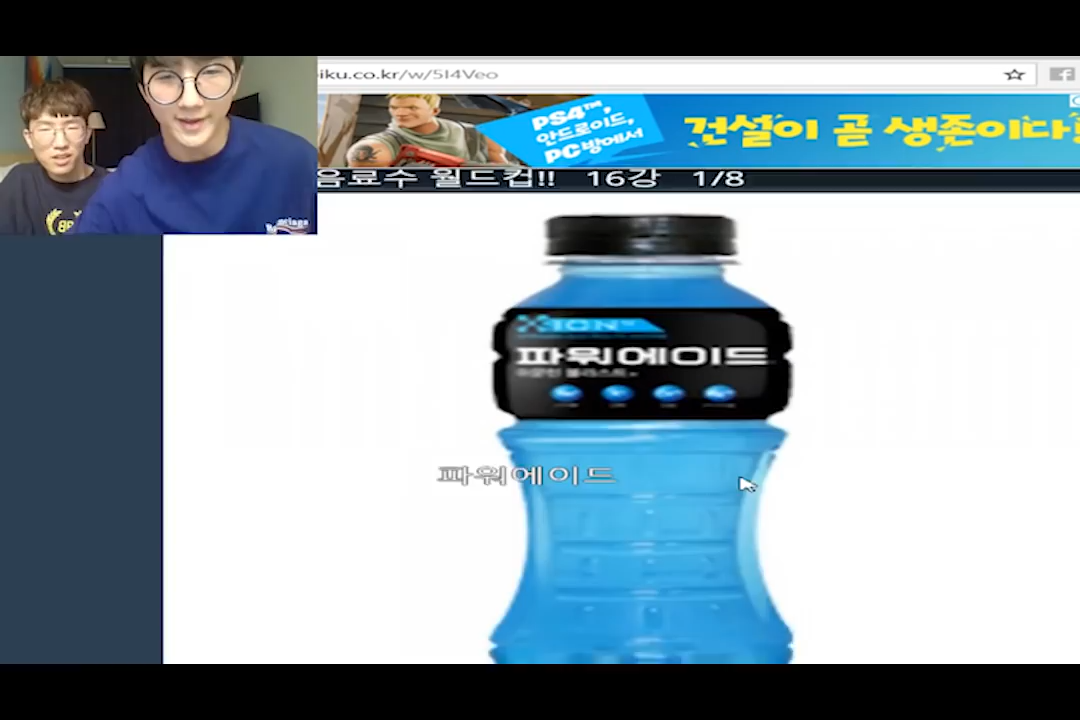 iku.co.kr/w/5I4Veo
PS4™,
안드로이드,
PC방에서
건설이 곧 생존이다!
음료수 월드컵!! 16강 1/8
ION
파워에이드
파워에이드